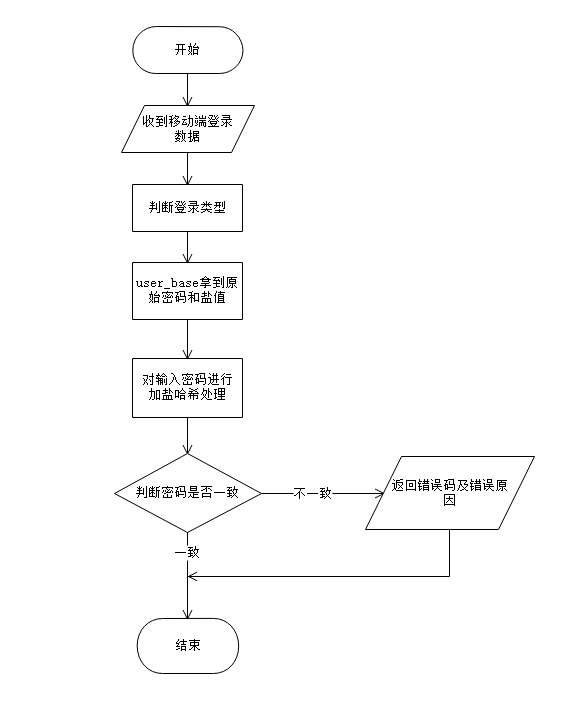 开始
收到移动端登录
数据
判断登录类型
user_base拿到原
始密码和盐值
对输入密码进行
加盐哈希处理
判断密码是否一致
不一致
返回错误码及错误原
因
一致
结束